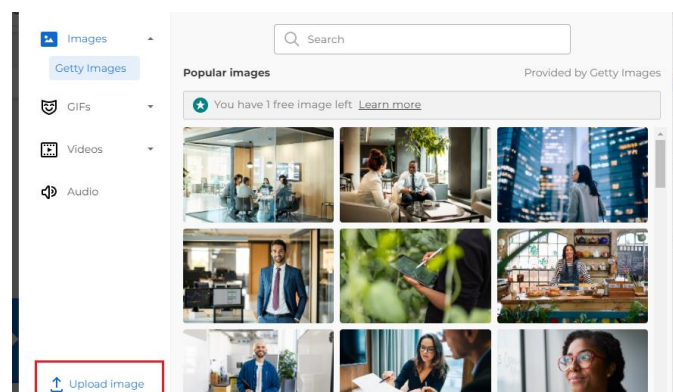 Images
Getty Images
GIFs
Videos
Audio
Upload image
Search
Popular images
Provided by Getty Images
You have 1 free image left Learn more